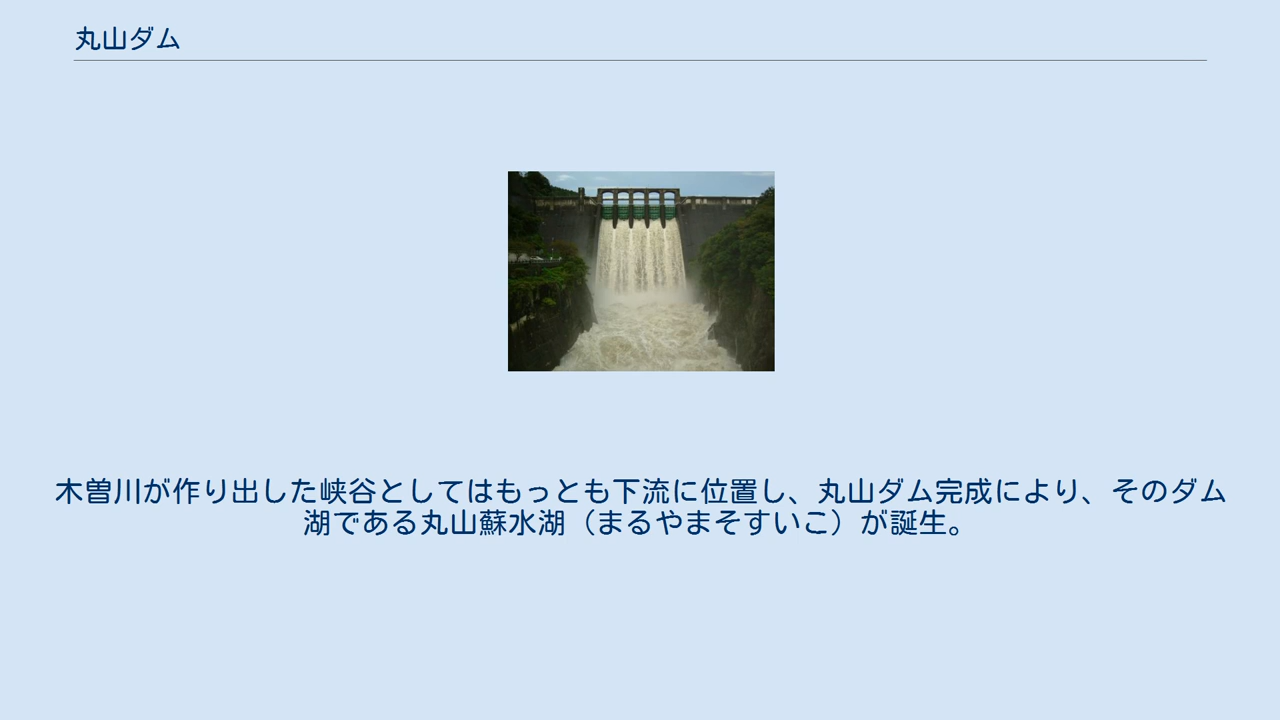 丸山ダム
木曽川が作り出した峡谷としてはもっとも下流に位置し、丸山ダム完成により、そのダム
湖である丸山蘇水湖（まるやまそすいこ）が誕生。